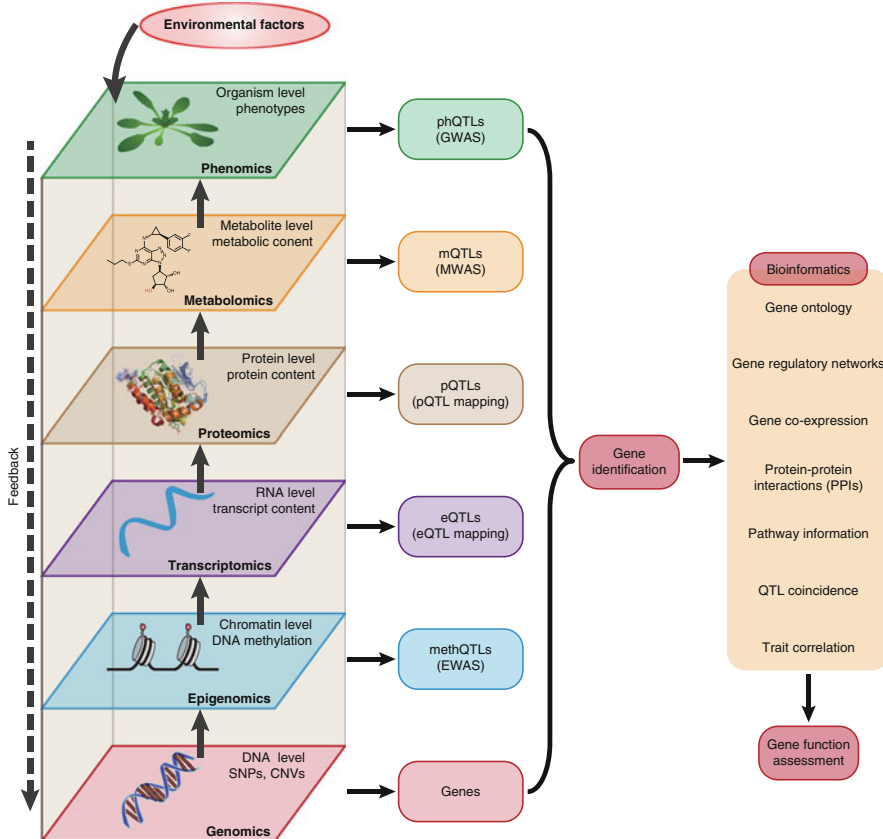 Environmental factors
Organism level
phenotypes
Phenomics
phQTLs
(GWAS)
Metabolite level
metabolic conent
Metabolomics
mQTLs
(MWAS)
Protein level
protein content
Proteomics
pQTLs
(pQTL mapping)
RNA level
transcript content
Transcriptomics
eQTLs
(eQTL mapping)
Chromatin level
DNA methylation
Epigenomics
methQTLs
(EWAS)
DNA level
SNPs, CNVs
Genomics
Genes
Feedback
Gene
identification
Bioinformatics
Gene ontology
Gene regulatory networks
Gene co-expression
Protein-protein
interactions (PPIs)
Pathway information
QTL coincidence
Trait correlation
Gene function
assessment